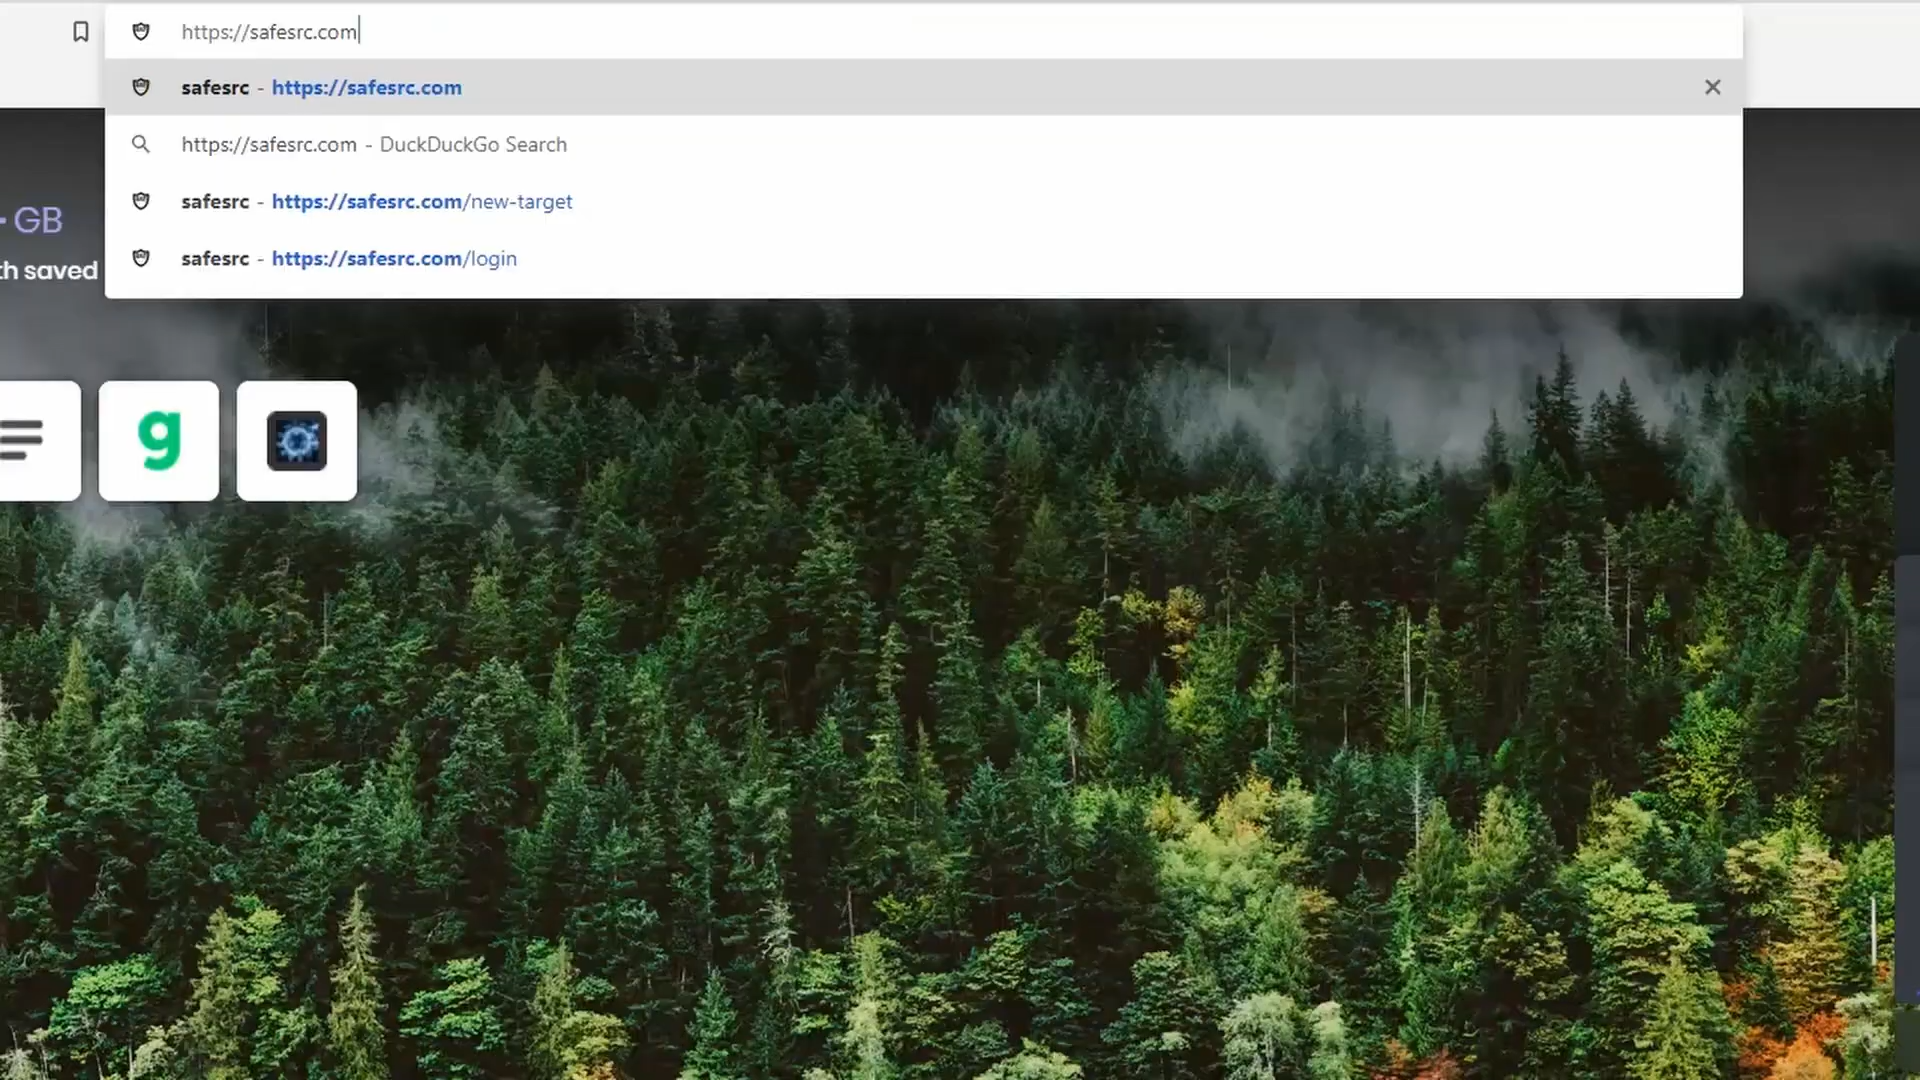 https://safesrc.com
safesrc - https://safesrc.com
https://safesrc.com - DuckDuckGo Search
safesrc - https://safesrc.com/new-target
GB
safesrc - https://safesrc.com/login
th saved
g